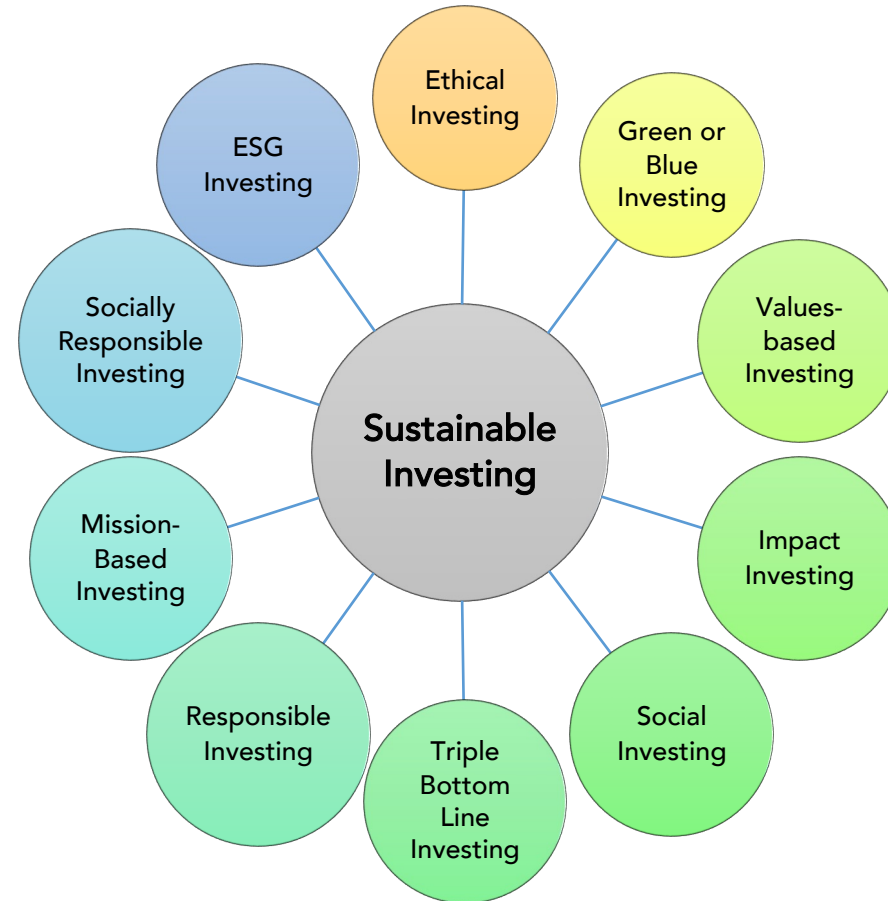 Ethical
Investing
Green or
Blue
Investing
Values-
based
Investing
Impact
Investing
Social
Investing
Triple
Bottom
Line
Investing
Responsible
Investing
Mission-
Based
Investing
Socially
Responsible
Investing
ESG
Investing
Sustainable
Investing